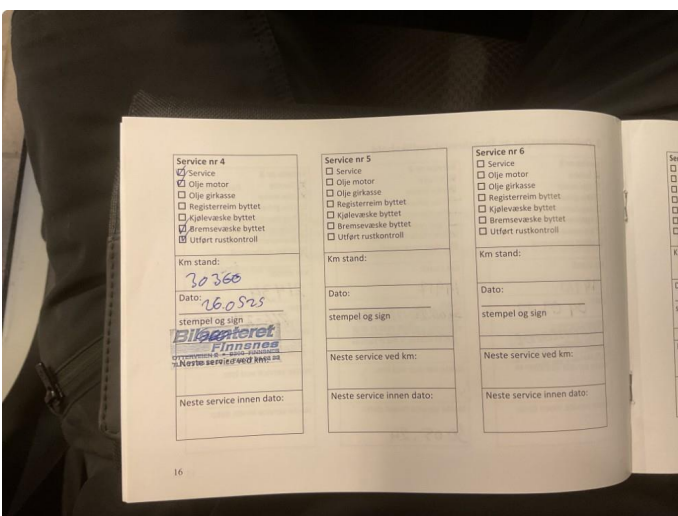 Service nr 4
Service
Olje motor
Olje girkasse
Registerreim byttet
Kjølevæske byttet
Bremsevæske byttet
Utført rustkontroll
Km stand:
30366
Dato: 26.0525
stempel og sign
Bilsenteret
Finnsnes
Neste service ved km:
Neste service innen dato:
16
Service nr 5
Service
Olje motor
Olje girkasse
Registerreim byttet
Kjølevæske byttet
Bremsevæske byttet
Utført rustkontroll
Km stand:
Dato:
stempel og sign
Neste service ved km:
Neste service innen dato:
Service nr 6
Service
Olje motor
Olje girkasse
Registerreim byttet
Kjølevæske byttet
Bremsevæske byttet
Utført rustkontroll
Km stand:
Dato:
stempel og sign
Neste service ved km:
Neste service innen dato: